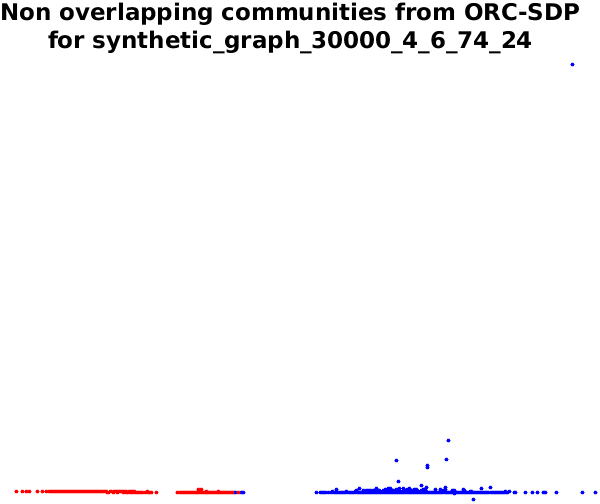 Non overlapping communities from ORC-SDP
for synthetic_graph_30000_4_6_74_24